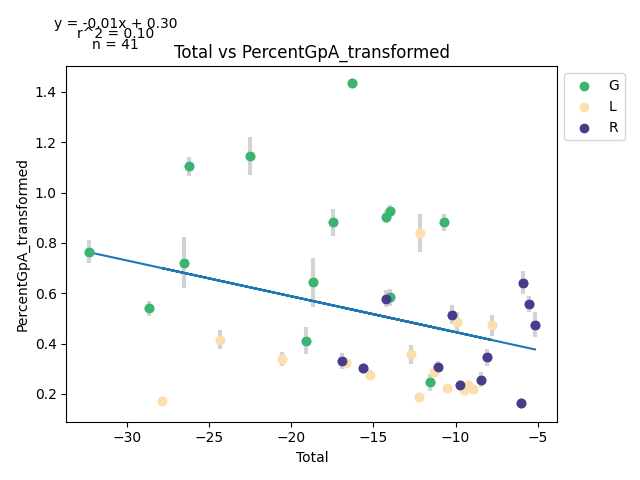 y = -0.01x + 0.30
r^2 = 0.10
n = 41
Total vs PercentGpA_transformed
G
L
R
PercentGpA_transformed
1.4
1.2
1.0
0.8
0.6
0.4
0.2
−30
−25
−20
−15
−10
−5
Total